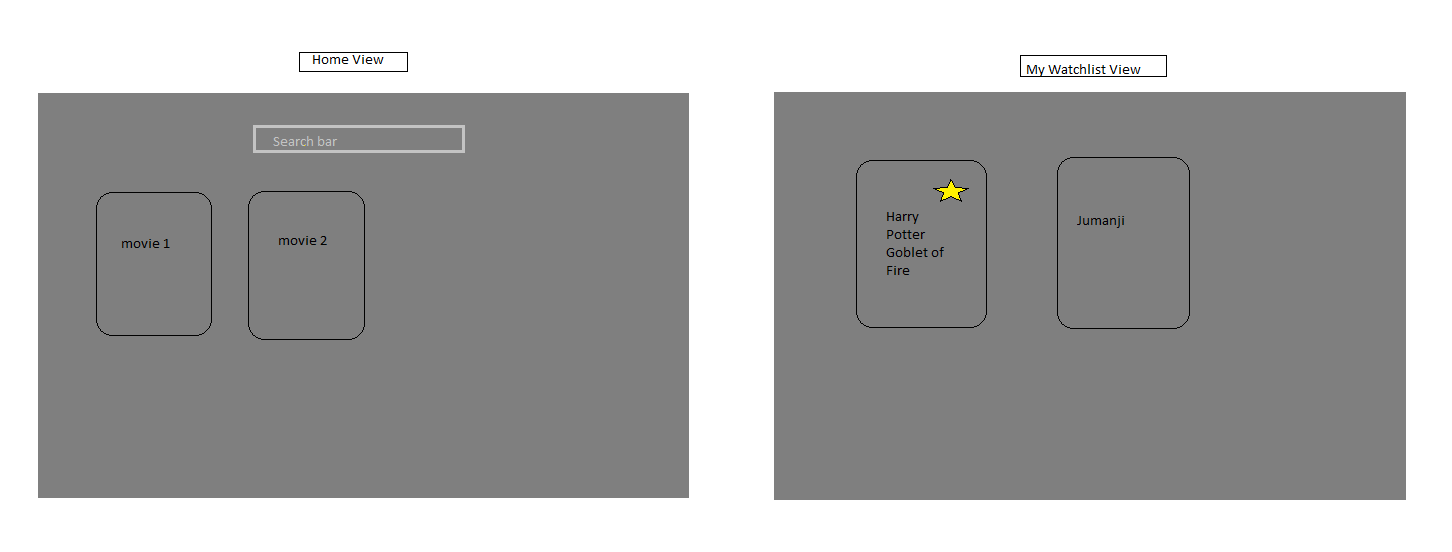 Home View
Search bar
movie 1
movie 2
My Watchlist View
Harry
Potter
Goblet of
Fire
Jumanji